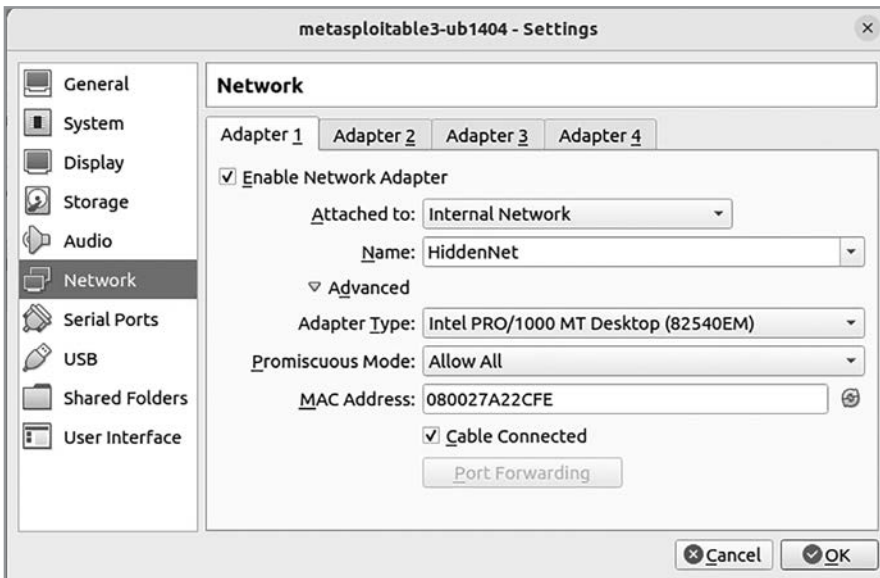 metasploitable3-ub1404 - Settings
General
System
Display
Storage
Audio
Network
Serial Ports
USB
Shared Folders
User Interface
Network
Adapter 1 Adapter 2 Adapter 3 Adapter 4
Enable Network Adapter
Attached to: Internal Network
Name: HiddenNet
Advanced
Adapter Type: Intel PRO/1000 MT Desktop (82540EM)
Promiscuous Mode: Allow All
MAC Address: 080027A22CFE
Cable Connected
Port Forwarding
Cancel OK